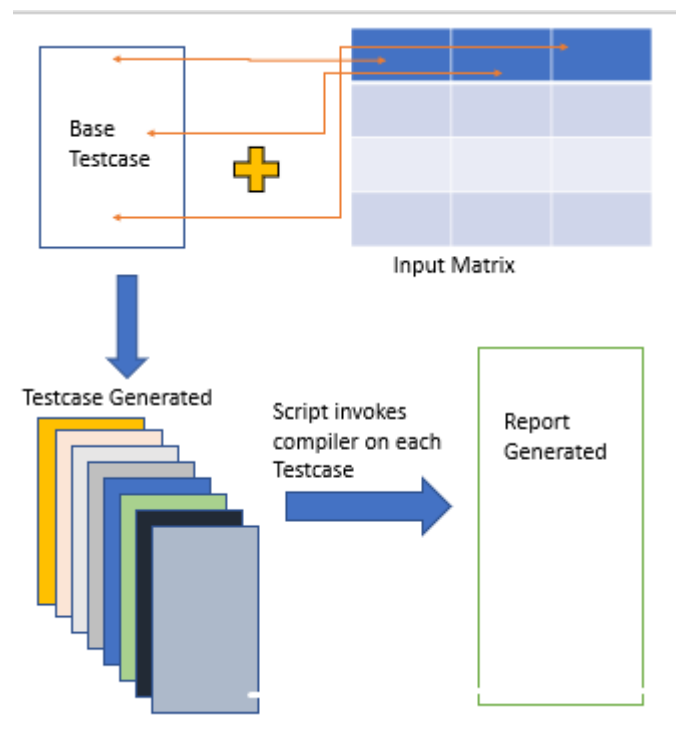 Base
Testcase
Input Matrix
Testcase Generated
Script invokes
compiler on each
Testcase
Report
Generated